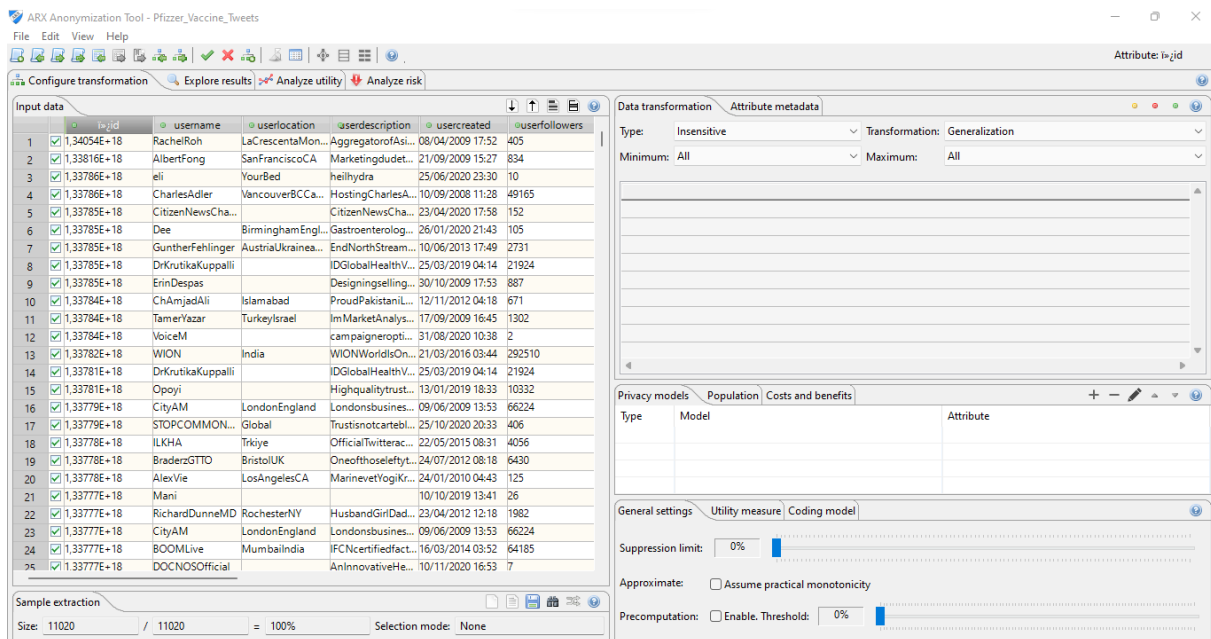 ARX Anonymization Tool - Pfizzer_Vaccine_Tweets
File Edit View Help
Attribute: ï»¿id
Configure transformation Explore results Analyze utility Analyze risk
Input data
ï»¿id username userlocation userdescription usercreated userfollowers
1 1,34054E+18 RachelRoh LaCrescentaMon... AggregatorofAsi... 08/04/2009 17:52 405
2 1,33816E+18 AlbertFong SanFranciscoCA Marketingdudet... 21/09/2009 15:27 834
3 1,33786E+18 eli YourBed heilhydra 25/06/2020 23:30 10
4 1,33786E+18 CharlesAdler VancouverBCCa... HostingCharlesA... 10/09/2008 11:28 49165
5 1,33785E+18 CitizenNewsCha... CitizenNewsCha... 23/04/2020 17:58 152
6 1,33785E+18 Dee BirminghamEngl... Gastroenterolog... 26/01/2020 21:43 105
7 1,33785E+18 GuntherFehlinger AustriaUkrainea... EndNorthStream... 10/06/2013 17:49 2731
8 1,33785E+18 DrKrutikaKuppalli IDGlobalHealthV... 25/03/2019 04:14 21924
9 1,33785E+18 ErinDespas Designingselling... 30/10/2009 17:53 887
10 1,33784E+18 ChAmjadAli Islamabad ProudPakistaniL... 12/11/2012 04:18 671
11 1,33784E+18 TamerYazar TurkeyIsrael ImMarketAnalys... 17/09/2009 16:45 1302
12 1,33784E+18 VoiceM campaigneropti... 31/08/2020 10:38 2
13 1,33782E+18 WION India WIONWorldIsOn... 21/03/2016 03:44 292510
14 1,33781E+18 DrKrutikaKuppalli IDGlobalHealthV... 25/03/2019 04:14 21924
15 1,33781E+18 Opoyi Highqualitytrust... 13/01/2019 18:33 10332
16 1,33779E+18 CityAM LondonEngland Londonsbusines... 09/06/2009 13:53 66224
17 1,33779E+18 STOPCOMMON... Global Trustisnotcartebl... 25/10/2020 20:33 406
18 1,33778E+18 ILKHA Trkiye OfficialTwitterac... 22/05/2015 08:31 4056
19 1,33778E+18 BraderzGTTO BristolUK Oneofthoseleftyt... 24/07/2012 08:18 6430
20 1,33778E+18 AlexVie LosAngelesCA MarinevetYogiKr... 24/01/2010 04:43 125
21 1,33777E+18 Mani 10/10/2019 13:41 26
22 1,33777E+18 RichardDunneMD RochesterNY HusbandGirlDad... 23/04/2012 12:18 1982
23 1,33777E+18 CityAM LondonEngland Londonsbusines... 09/06/2009 13:53 66224
24 1,33777E+18 BOOMLive MumbaiIndia IFCNcertifiedfact... 16/03/2014 03:52 64185
25 1,33777E+18 DOCNOSOfficial AnInnovativeHe... 10/11/2020 16:53 7
Sample extraction
Size: 11020 / 11020 = 100% Selection mode: None
Data transformation Attribute metadata
Type: Insensitive Transformation: Generalization
Minimum: All Maximum: All
Privacy models Population Costs and benefits
Type Model Attribute
General settings Utility measure Coding model
Suppression limit: 0%
Approximate: Assume practical monotonicity
Precomputation: Enable. Threshold: 0%